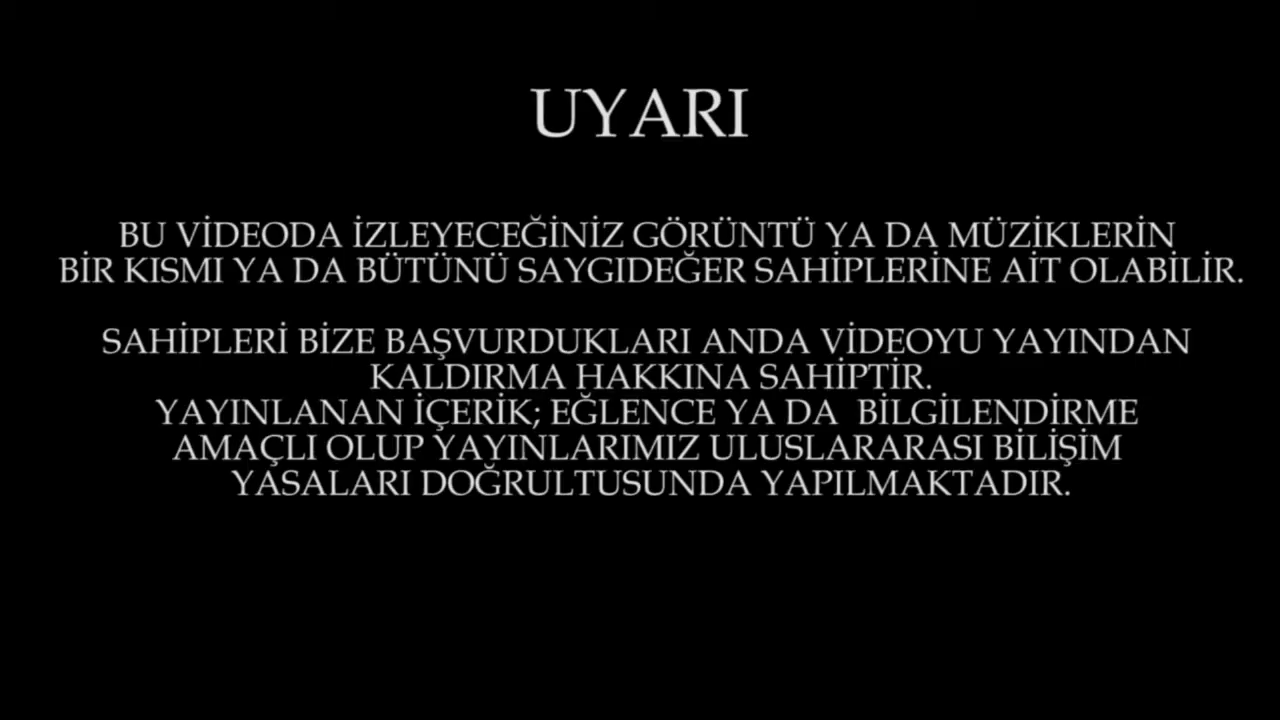 UYARI
BU VİDEODA İZLEYECEĞİNİZ GÖRÜNTÜ YA DA MÜZİKLERİN
BİR KISMI YA DA BÜTÜNÜ SAYGIDEĞER SAHİPLERİNE AİT OLABİLİR.
SAHİPLERİ BİZE BAŞVURDUKLARI ANDA VİDEOYU YAYINDAN
KALDIRMA HAKKINA SAHİPTİR.
YAYINLANAN İÇERİK; EĞLENCE YA DA BİLGİLENDİRME
AMAÇLI OLUP YAYINLARIMIZ ULUSLARARASI BİLİŞİM
YASALARI DOĞRULTUSUNDA YAPILMAKTADIR.